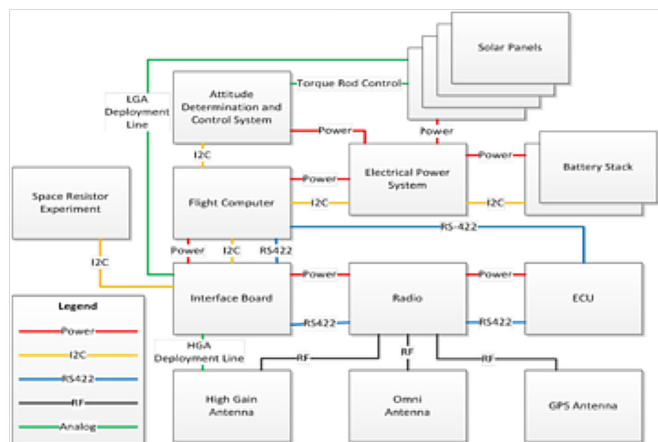 Solar Panels
LGA
Deployment
Line
Attitude
Determination and
Control System
Torque Rod Control
Power
Power
I2C
Power
Electrical Power
System
Power
Battery Stack
Space Resistor
Experiment
Flight Computer
I2C
I2C
RS-422
I2C
Power
I2C
RS422
Interface Board
Power
Radio
Power
ECU
Legend
Power
I2C
RS422
RF
Analog
RS422
RS422
HGA
Deployment Line
RF
RF
RF
High Gain
Antenna
Omni
Antenna
GPS Antenna